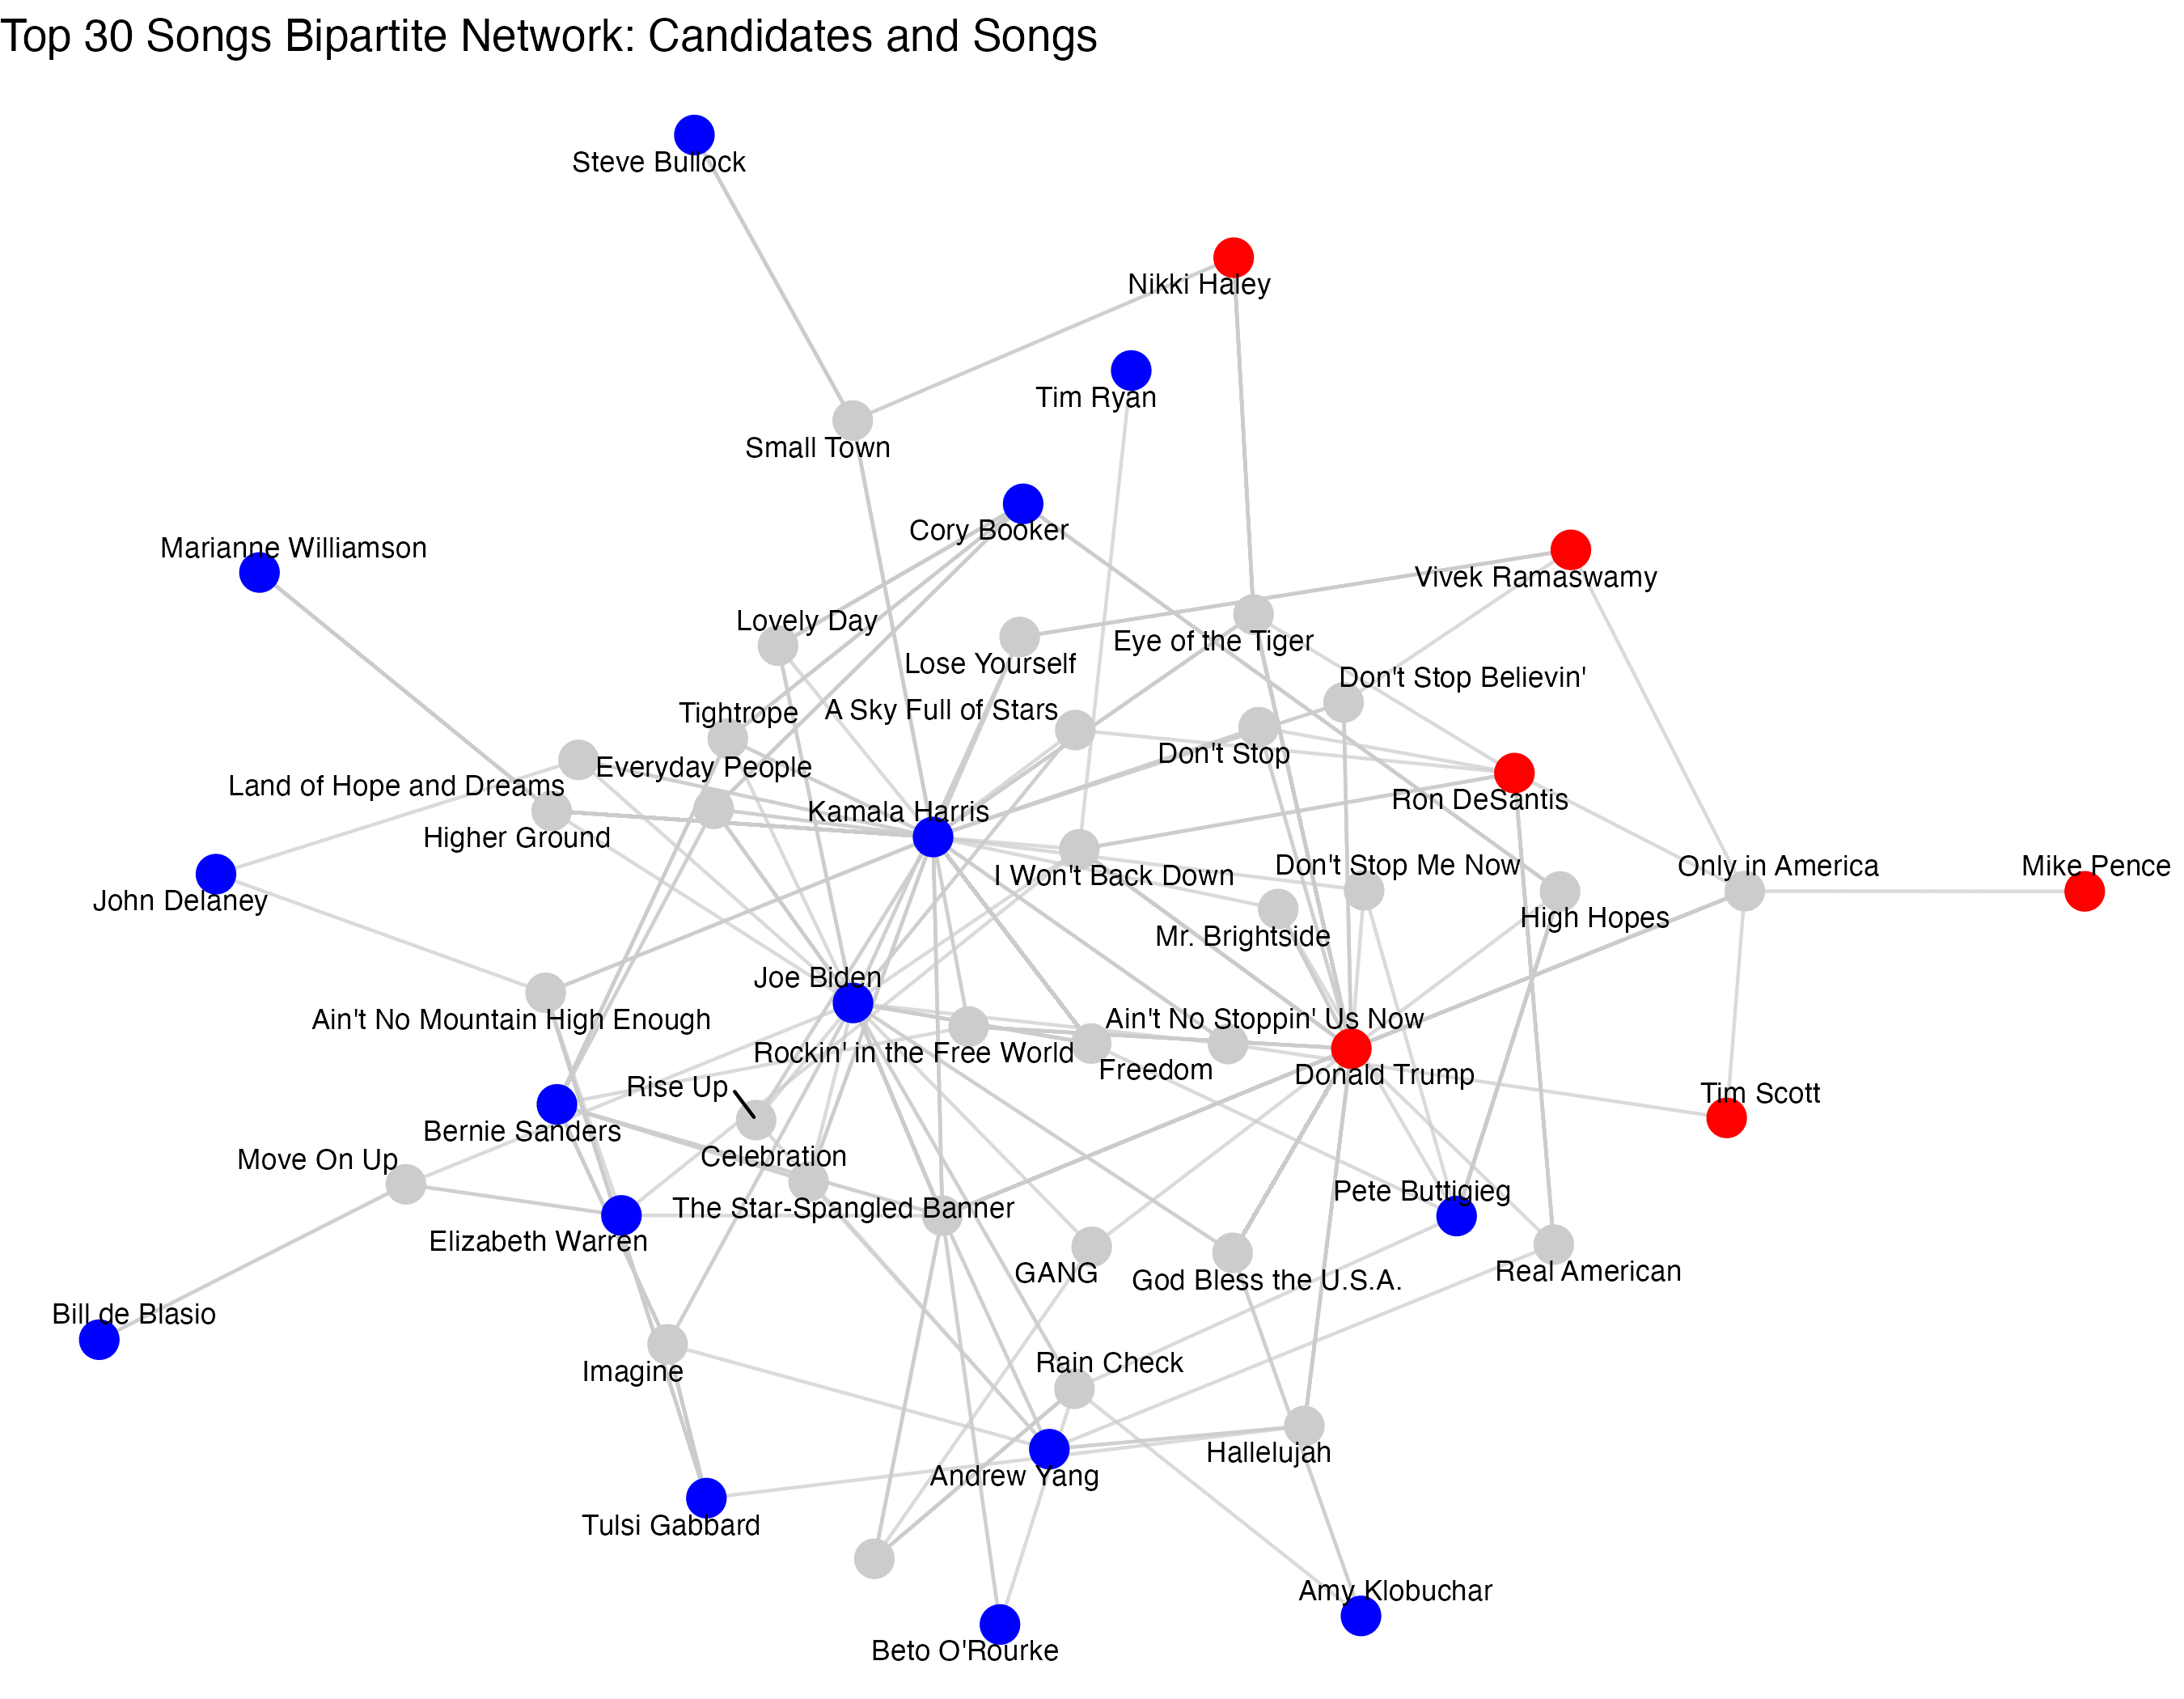 Top 30 Songs Bipartite Network: Candidates and Songs
Steve Bullock
Nikki Haley
Tim Ryan
Small Town
Cory Booker
Marianne Williamson
Vivek Ramaswamy
Lovely Day
Eye of the Tiger
Lose Yourself
Don't Stop Believin'
A Sky Full of Stars
Tightrope
Don't Stop
Everyday People
Land of Hope and Dreams
Ron DeSantis
Kamala Harris
Higher Ground
Don't Stop Me Now
Only in America
Mike Pence
I Won't Back Down
John Delaney
High Hopes
Mr. Brightside
Joe Biden
Ain't No Mountain High Enough
Ain't No Stoppin' Us Now
Rockin' in the Free World
Freedom
Donald Trump
Rise Up
Tim Scott
Bernie Sanders
Celebration
Move On Up
Pete Buttigieg
The Star-Spangled Banner
Elizabeth Warren
GANG
God Bless the U.S.A.
Real American
Bill de Blasio
Rain Check
Imagine
Hallelujah
Andrew Yang
Tulsi Gabbard
Amy Klobuchar
Beto O'Rourke